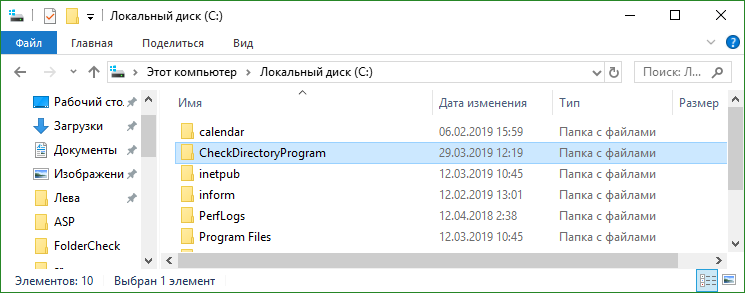 Локальный диск (C:)
Файл Главная Поделиться Вид
Этот компьютер Локальный диск (C:) Поиск: Л...
Имя Дата изменения Тип Размер
Рабочий сто.
Загрузки
Документы
Изображени
Лева
ASP
FolderCheck
calendar 06.02.2019 15:59 Папка с файлами
CheckDirectoryProgram 29.03.2019 12:19 Папка с файлами
inetpub 12.03.2019 10:45 Папка с файлами
inform 12.02.2019 13:01 Папка с файлами
PerfLogs 12.04.2018 2:38 Папка с файлами
Program Files 12.03.2019 10:45 Папка с файлами
Элементов: 10 Выбран 1 элемент